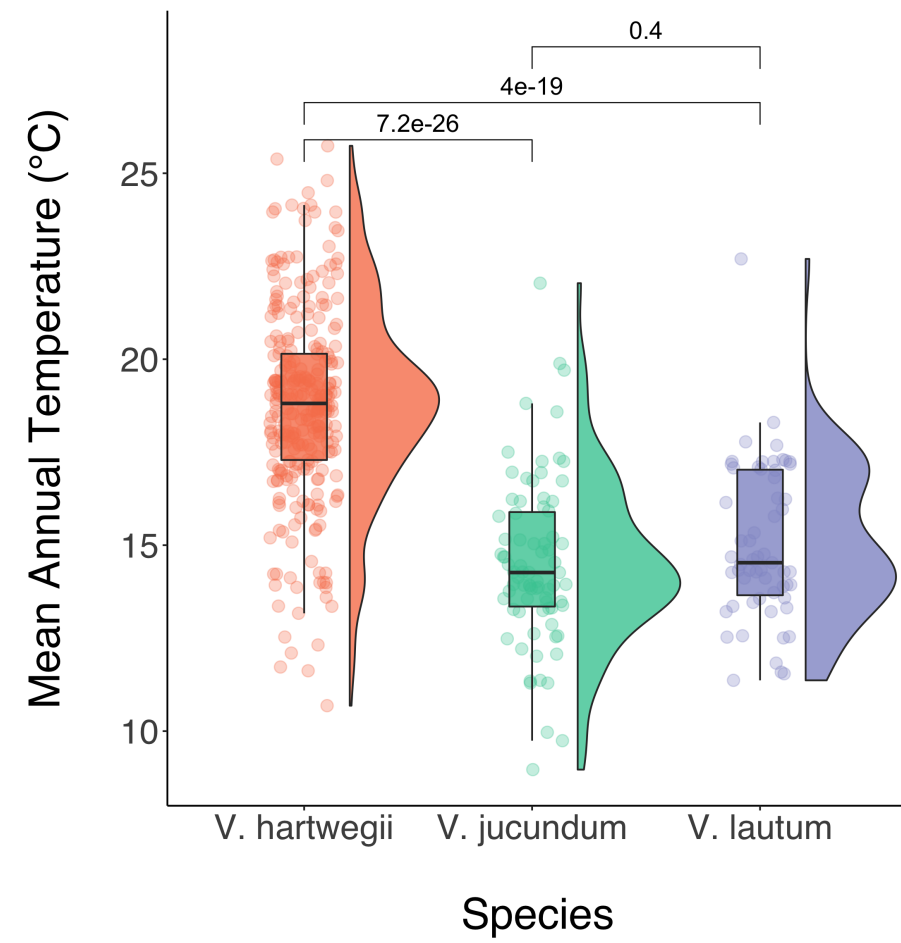 0.4
4e-19
7.2e-26
Mean Annual Temperature (°C)
25
20
15
10
V. hartwegii
V. jucundum
V. lautum
Species